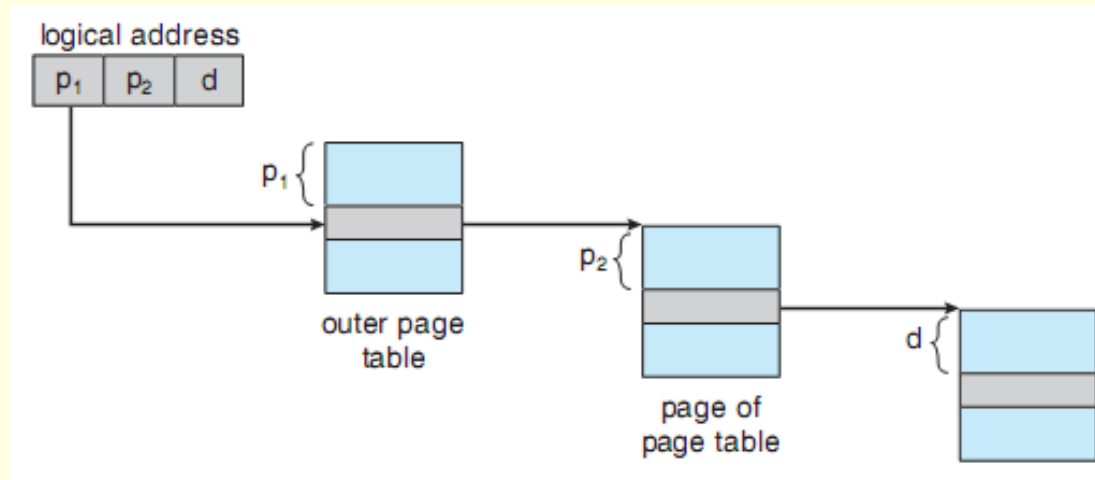 logical address
p₁ p₂ d
p₁
p₂
d
outer page
table
page of
page table